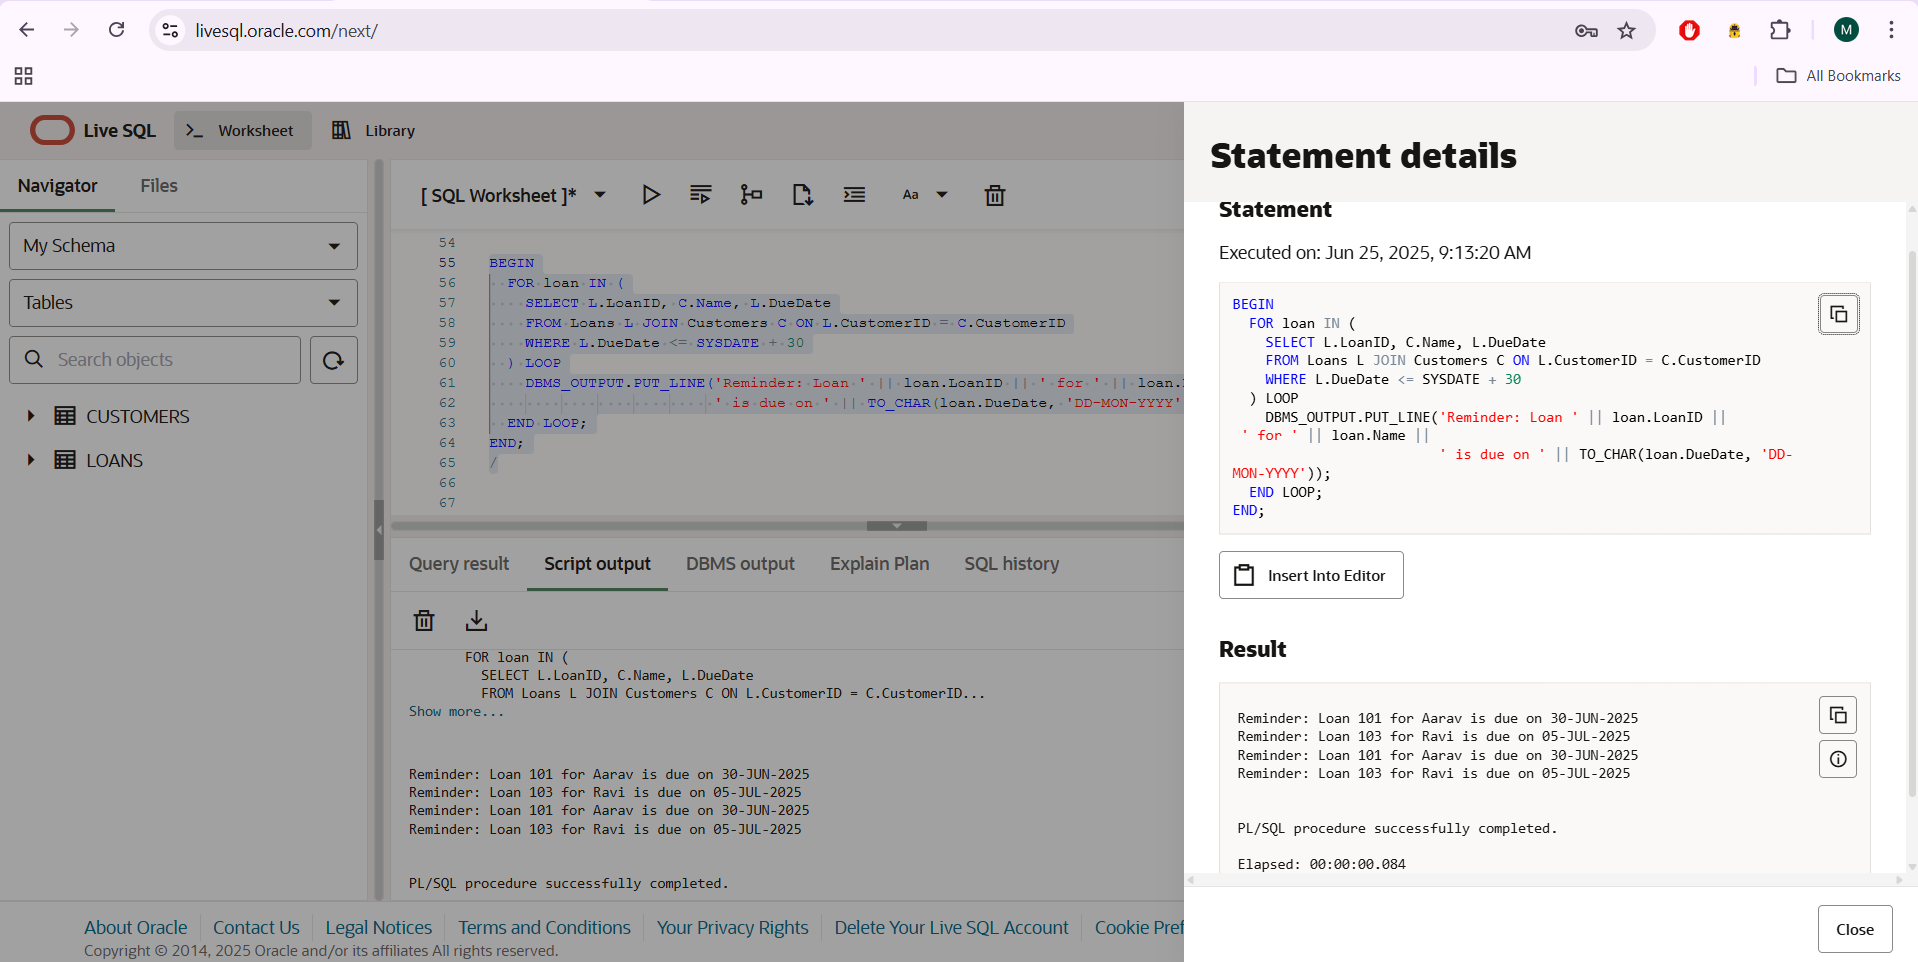 livesql.oracle.com/next/
M
All Bookmarks
Live SQL
Worksheet
Library
Navigator
Files
My Schema
Tables
Search objects
CUSTOMERS
LOANS
[ SQL Worksheet ]*
Aa
54
55 BEGIN
56 FOR loan IN (
57 SELECT L.LoanID, C.Name, L.DueDate
58 FROM Loans L JOIN Customers C ON L.CustomerID = C.CustomerID
59 WHERE L.DueDate <= SYSDATE + 30
60 ) LOOP
61 DBMS_OUTPUT.PUT_LINE('Reminder: Loan ' || loan.LoanID || ' for ' || loan.
62 ' is due on ' || TO_CHAR(loan.DueDate, 'DD-MON-YYYY'
63 END LOOP;
64 END;
65 /
66
67
Query result
Script output
DBMS output
Explain Plan
SQL history
FOR loan IN (
SELECT L.LoanID, C.Name, L.DueDate
FROM Loans L JOIN Customers C ON L.CustomerID = C.CustomerID...
Show more...
Reminder: Loan 101 for Aarav is due on 30-JUN-2025
Reminder: Loan 103 for Ravi is due on 05-JUL-2025
Reminder: Loan 101 for Aarav is due on 30-JUN-2025
Reminder: Loan 103 for Ravi is due on 05-JUL-2025
PL/SQL procedure successfully completed.
Statement details
Statement
Executed on: Jun 25, 2025, 9:13:20 AM
BEGIN
FOR loan IN (
SELECT L.LoanID, C.Name, L.DueDate
FROM Loans L JOIN Customers C ON L.CustomerID = C.CustomerID
WHERE L.DueDate <= SYSDATE + 30
) LOOP
DBMS_OUTPUT.PUT_LINE('Reminder: Loan ' || loan.LoanID ||
' for ' || loan.Name ||
' is due on ' || TO_CHAR(loan.DueDate, 'DD-
MON-YYYY'));
END LOOP;
END;
Insert Into Editor
Result
Reminder: Loan 101 for Aarav is due on 30-JUN-2025
Reminder: Loan 103 for Ravi is due on 05-JUL-2025
Reminder: Loan 101 for Aarav is due on 30-JUN-2025
Reminder: Loan 103 for Ravi is due on 05-JUL-2025
PL/SQL procedure successfully completed.
Elapsed: 00:00:00.084
Close
About Oracle
Contact Us
Legal Notices
Terms and Conditions
Your Privacy Rights
Delete Your Live SQL Account
Cookie Pref
Copyright © 2014, 2025 Oracle and/or its affiliates All rights reserved.